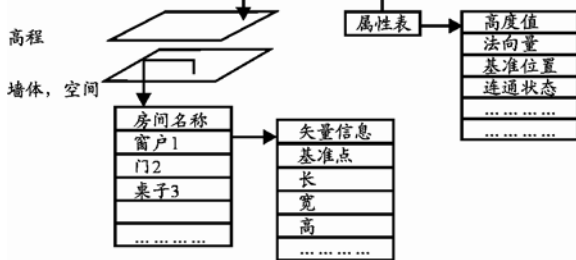 高程
墙体，空间
属性表
高度值
法向量
基准位置
连通状态
… … … …
… … … …
房间名称
窗户1
门2
桌子3
… … … …
矢量信息
基准点
长
宽
高
… … … …